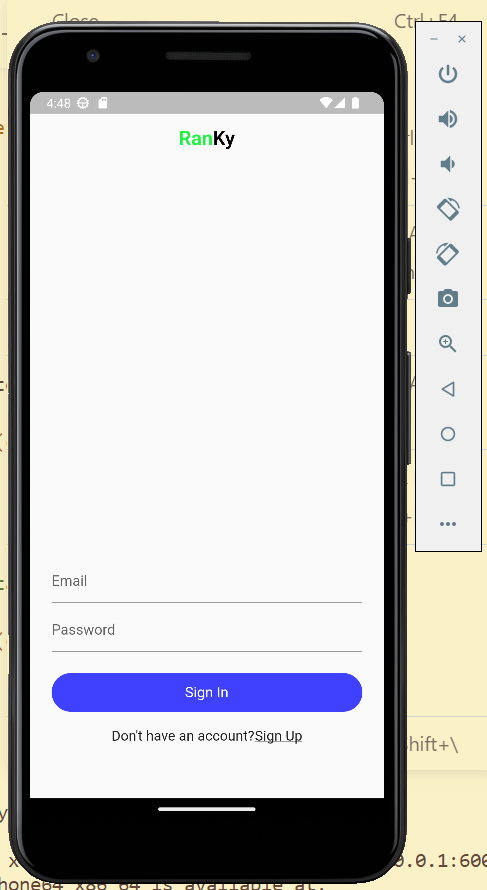 Close
Ctrl+F4
4:48
RanKy
Email
Password
Sign In
Don't have an account?Sign Up
Shift+\
0.0.1:600
hone64 x86 64 is available at: